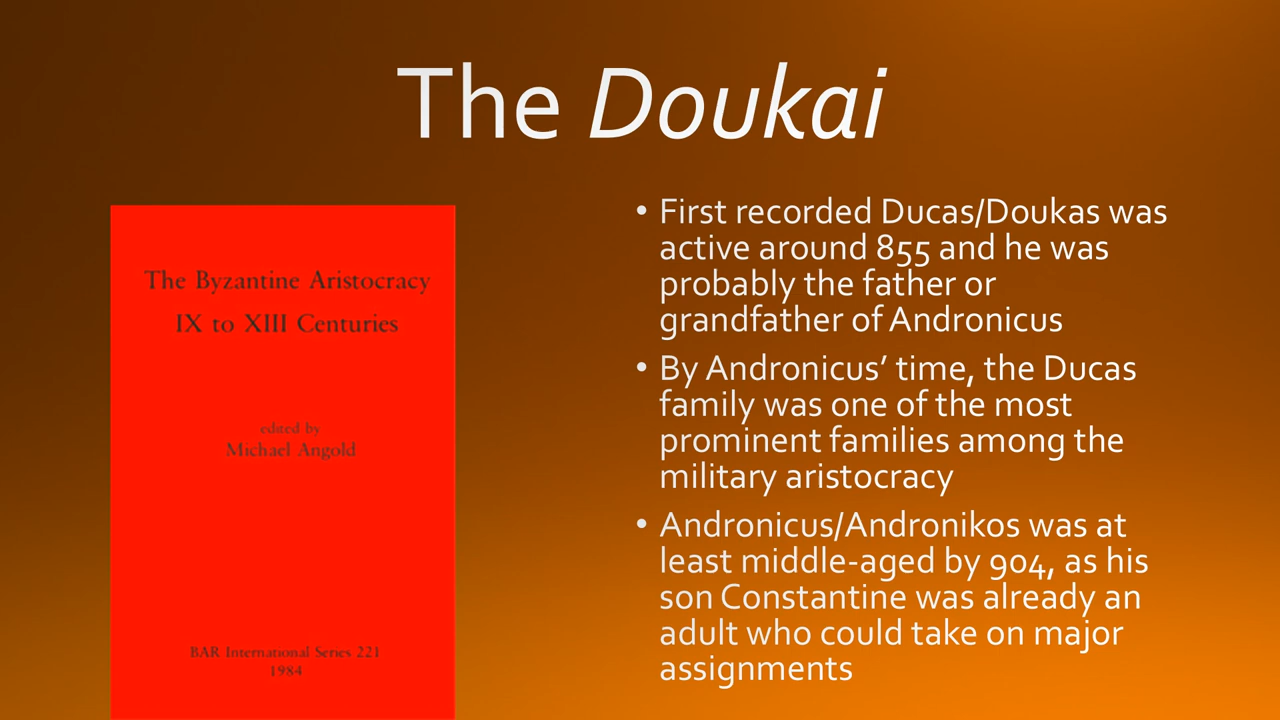 The Doukai
The Byzantine Aristocracy
IX to XIII Centuries
edited by
Michael Angold
BAR International Series 221
1984
• First recorded Ducas/Doukas was
active around 855 and he was
probably the father or
grandfather of Andronicus
• By Andronicus’ time, the Ducas
family was one of the most
prominent families among the
military aristocracy
• Andronicus/Andronikos was at
least middle-aged by 904, as his
son Constantine was already an
adult who could take on major
assignments